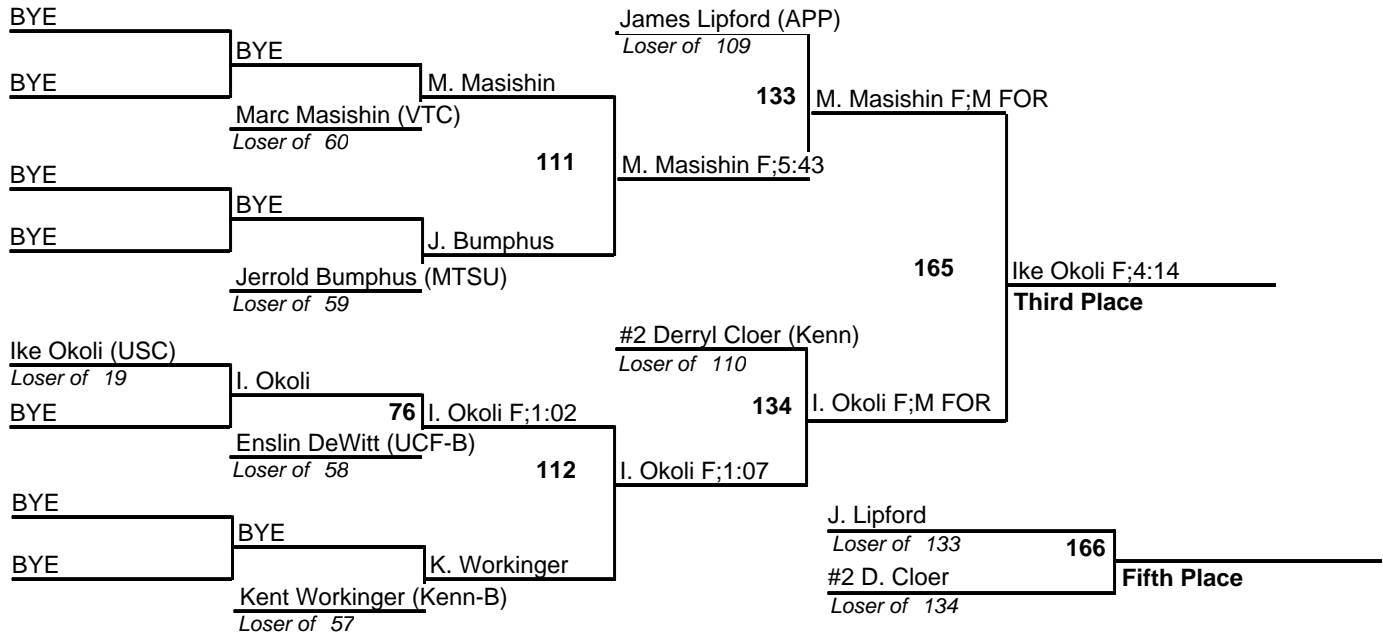 BYE
James Lipford (APP)
Loser of 109
BYE
BYE
M. Masishin
133
M. Masishin F;M FOR
Marc Masishin (VTC)
Loser of 60
111
M. Masishin F;5:43
BYE
BYE
BYE
J. Bumphus
165
Ike Okoli F;4:14
Jerrold Bumphus (MTSU)
Loser of 59
Third Place
#2 Derryl Cloer (Kenn)
Loser of 110
Ike Okoli (USC)
Loser of 19
I. Okoli
BYE
76
I. Okoli F;1:02
134
I. Okoli F;M FOR
Enslin DeWitt (UCF-B)
Loser of 58
112
I. Okoli F;1:07
BYE
BYE
BYE
K. Workinger
Kent Workinger (Kenn-B)
Loser of 57
J. Lipford
Loser of 133
166
#2 D. Cloer
Fifth Place
Loser of 134